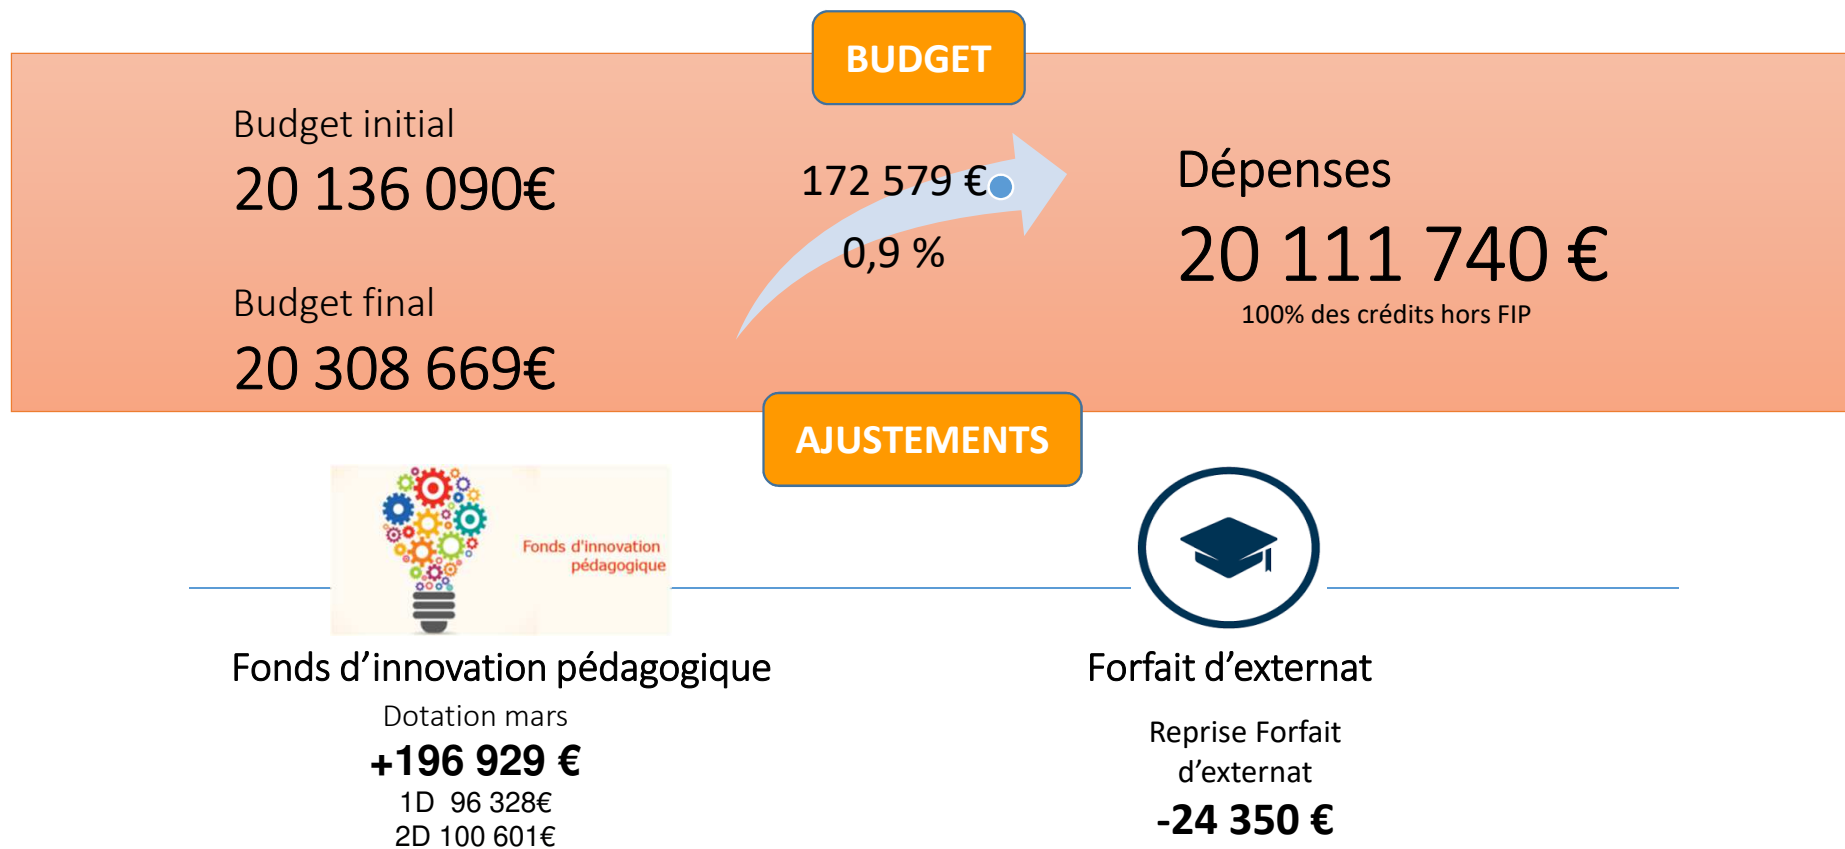 BUDGET
Budget initial
20 136 090€
Budget final
20 308 669€
172 579 €
0,9 %
Dépenses
20 111 740 €
100% des crédits hors FIP
AJUSTEMENTS
Fonds d'innovation
pédagogique
Fonds d’innovation pédagogique
Dotation mars
+196 929 €
1D 96 328€
2D 100 601€
Forfait d’externat
Reprise Forfait
d’externat
-24 350 €